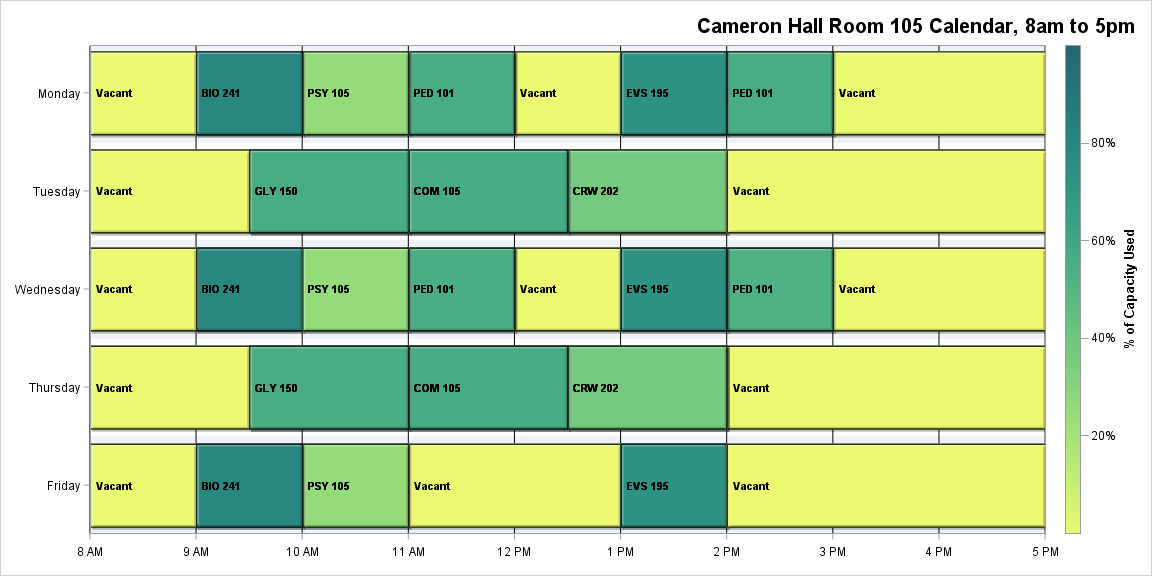 Cameron Hall Room 105 Calendar, 8am to 5pm
Monday
Vacant
BIO 241
PSY 105
PED 101
Vacant
EVS 195
PED 101
Vacant
Tuesday
Vacant
GLY 150
COM 105
CRW 202
Vacant
Wednesday
Vacant
BIO 241
PSY 105
PED 101
Vacant
EVS 195
PED 101
Vacant
Thursday
Vacant
GLY 150
COM 105
CRW 202
Vacant
Friday
Vacant
BIO 241
PSY 105
Vacant
EVS 195
Vacant
8 AM
9 AM
10 AM
11 AM
12 PM
1 PM
2 PM
3 PM
4 PM
5 PM
80%
60%
40%
20%
% of Capacity Used